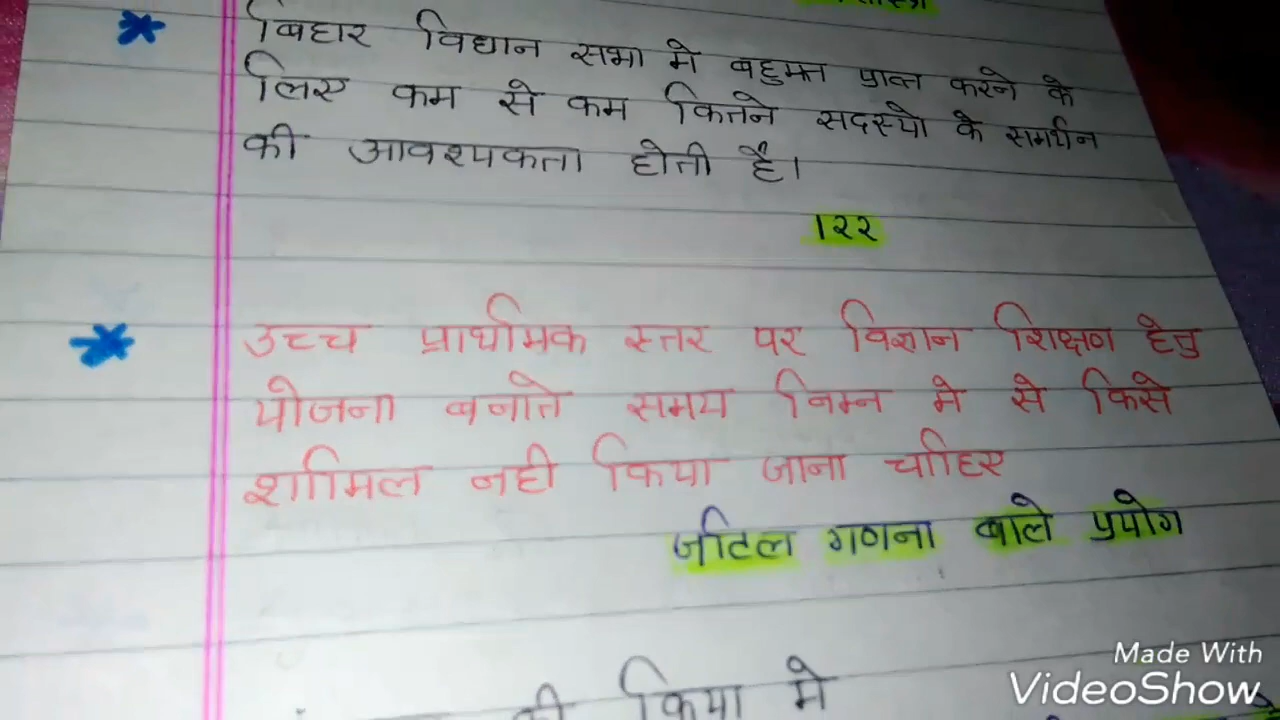 बिहार विधान सभा मे बहुमत प्राप्त करने के
लिए कम से कम कितने सदस्यो के समर्थन
की आवश्यकता होती है।
१२२
उच्च प्राथमिक स्तर पर विज्ञान शिक्षण हेतु
योजना बनाते समय निम्न मे से किसे
शामिल नही किया जाना चाहिए
जटिल गणना वाले प्रयोग
की क्रिया मे
Made With
VideoShow